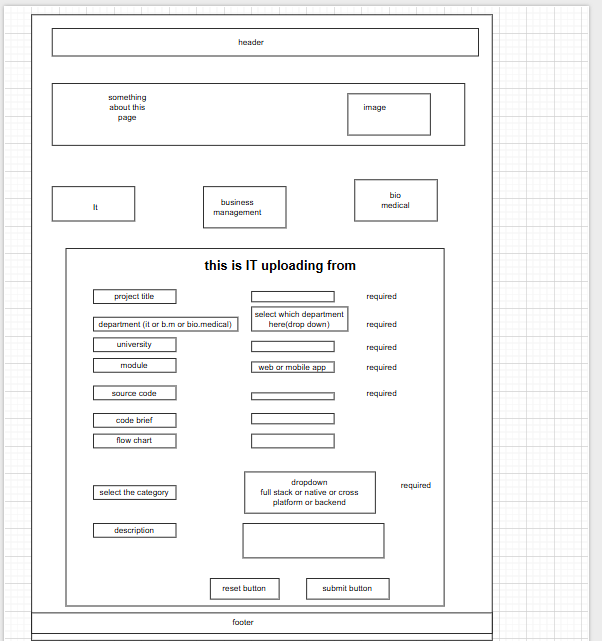 header
something
about this
page
image
It
business
management
bio
medical
this is IT uploading from
project title
required
department (it or b.m or bio.medical)
select which department
here(drop down)
required
university
required
module
web or mobile app
required
source code
required
code brief
flow chart
select the category
dropdown
full stack or native or cross
platform or backend
required
description
reset button
submit button
footer